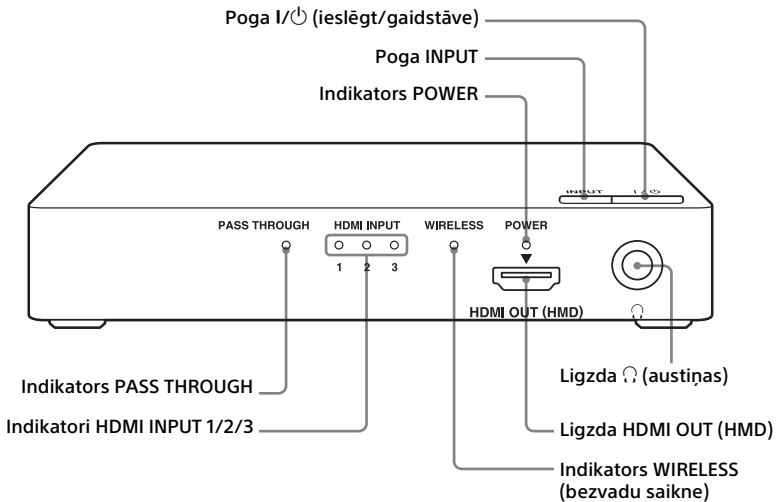 Poga I/⏻ (ieslēgt/gaidstāve)
Poga INPUT
Indikators POWER
INPUT I / ⏻
PASS THROUGH HDMI INPUT WIRELESS POWER
1 2 3
HDMI OUT (HMD)
Indikators PASS THROUGH
Ligzda 🎧 (austiņas)
Indikatori HDMI INPUT 1/2/3
Ligzda HDMI OUT (HMD)
Indikators WIRELESS
(bezvadu saikne)